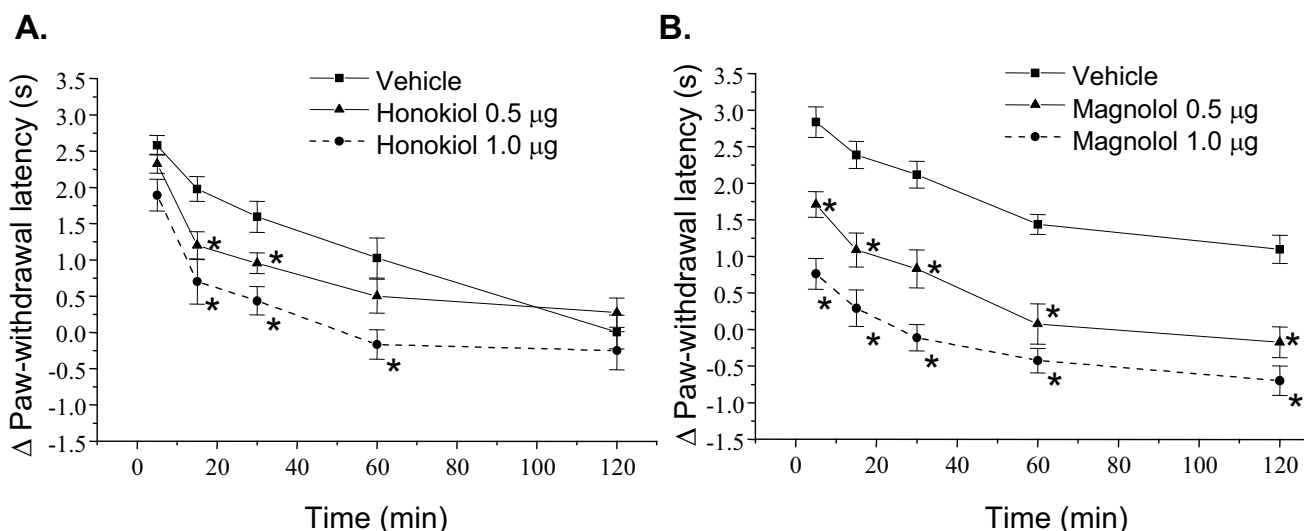 A.
Vehicle
Honokiol 0.5 μg
Honokiol 1.0 μg
Δ Paw-withdrawal latency (s)
3.5
3.0
2.5
2.0
1.5
1.0
0.5
0.0
-0.5
-1.0
-1.5
* *
* * *
0 20 40 60 80 100 120
Time (min)
B.
Vehicle
Magnolol 0.5 μg
Magnolol 1.0 μg
Δ Paw-withdrawal latency (s)
3.5
3.0
2.5
2.0
1.5
1.0
0.5
0.0
-0.5
-1.0
-1.5
* * * * *
* * * * *
0 20 40 60 80 100 120
Time (min)